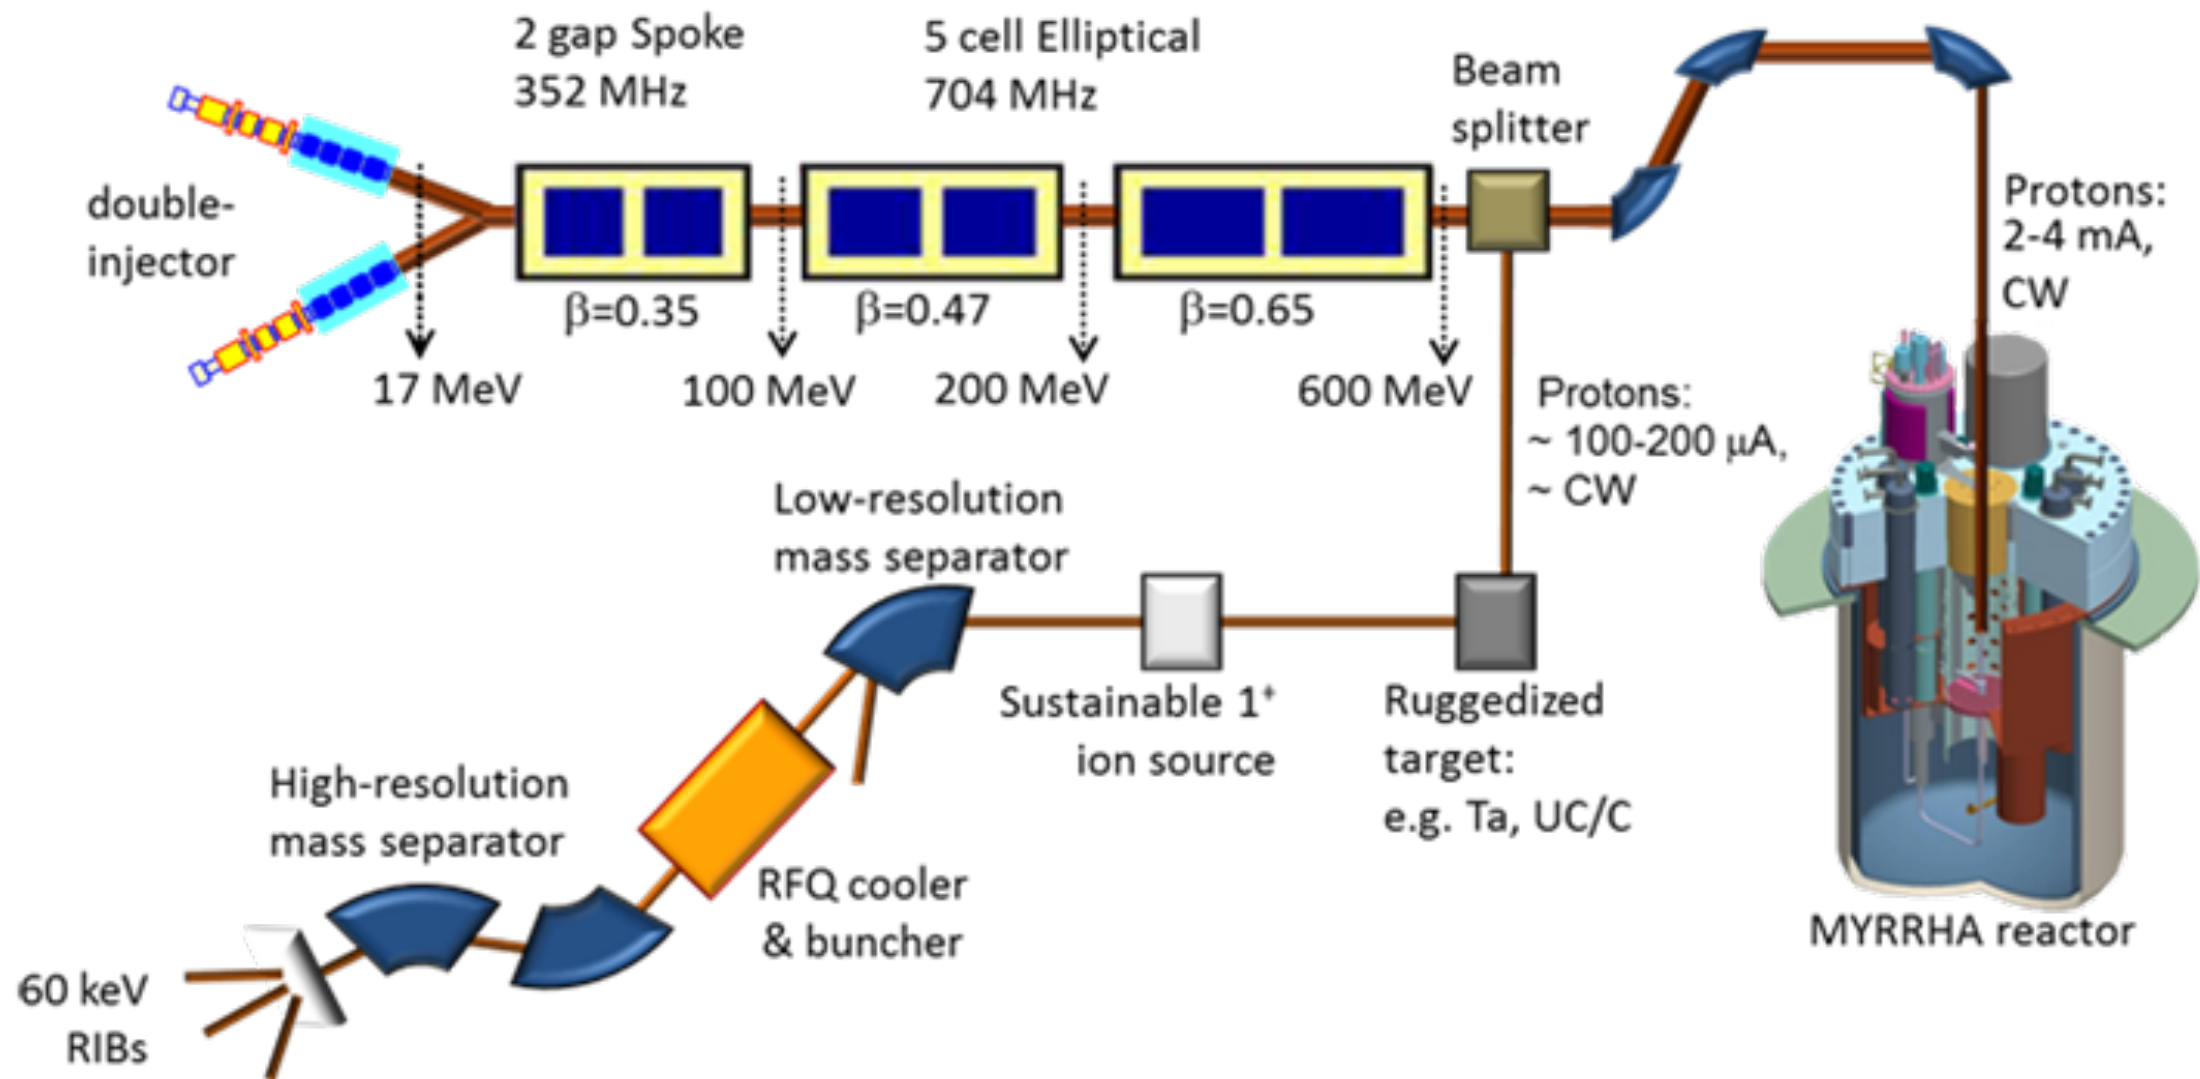 2 gap Spoke
352 MHz
5 cell Elliptical
704 MHz
Beam
splitter
double-
injector
Protons:
2-4 mA,
CW
β=0.35
β=0.47
β=0.65
17 MeV
100 MeV
200 MeV
600 MeV
Protons:
~ 100-200 μA,
~ CW
Low-resolution
mass separator
Sustainable 1⁺
ion source
Ruggedized
target:
e.g. Ta, UC/C
High-resolution
mass separator
RFQ cooler
& buncher
MYRRHA reactor
60 keV
RIBs